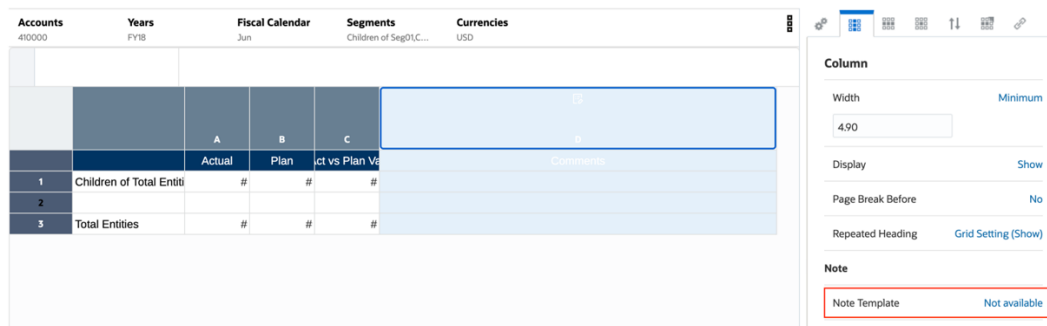 Accounts Years Fiscal Calendar Segments Currencies
410000 FY18 Jun Children of Seg01,C... USD
A B C D
Actual Plan Act vs Plan Va Comments
1 Children of Total Entiti # # #
2
3 Total Entities # # #
Column
Width Minimum
4.90
Display Show
Page Break Before No
Repeated Heading Grid Setting (Show)
Note
Note Template Not available